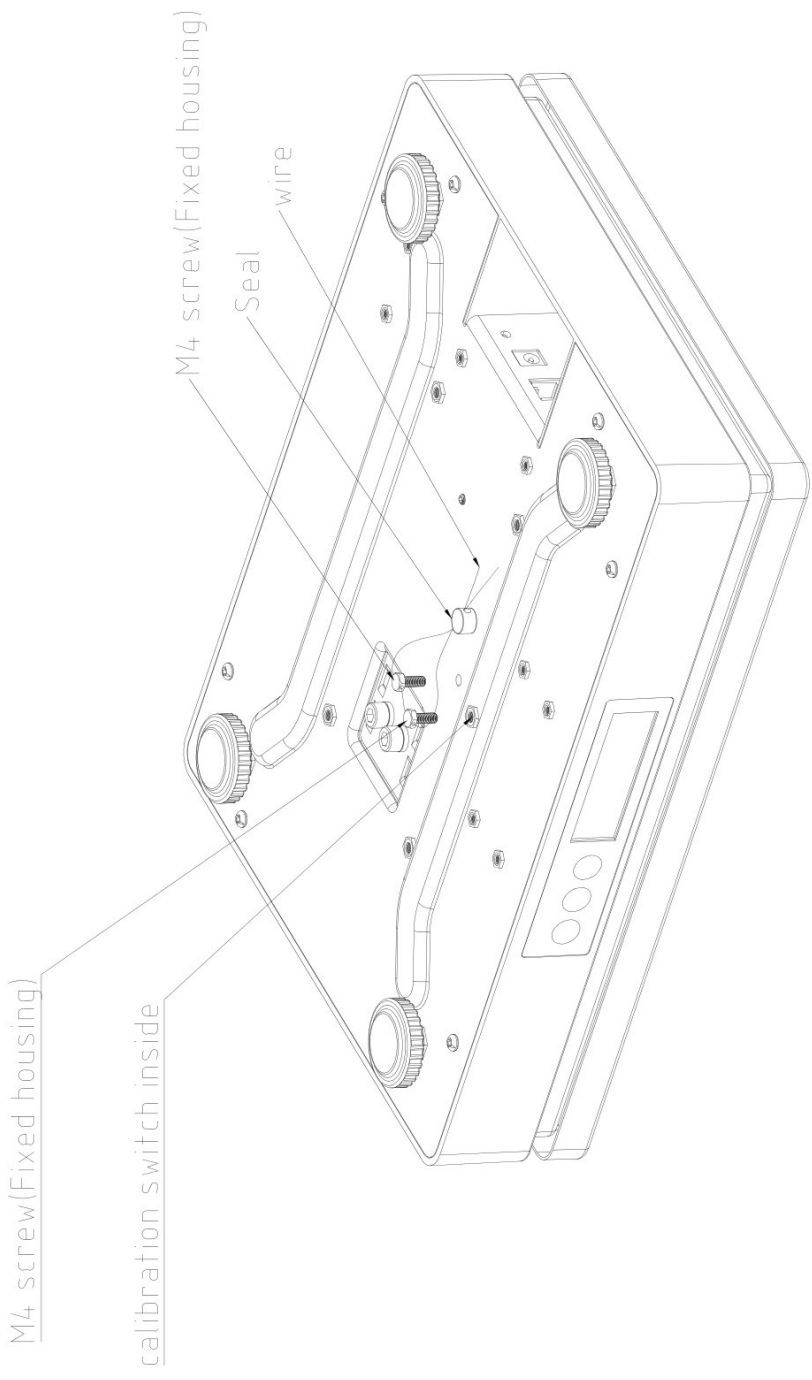 M4 screw(Fixed housing)
calibration switch inside
M4 screw(Fixed housing)
Seal
wire